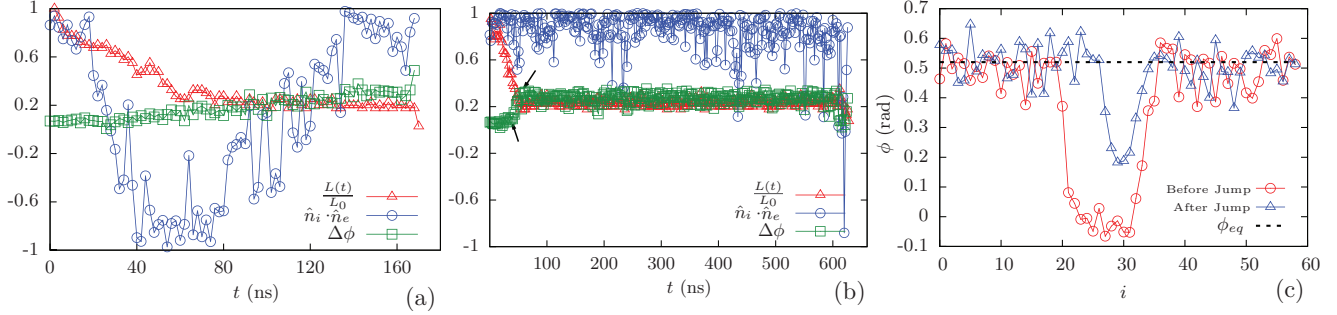 1
0.6
0.2
-0.2
-0.6
-1
0 40 80 120 160
t (ns)
L(t)/L₀
n̂ᵢ · n̂ₑ
Δϕ
(a)
1
0.6
0.2
-0.2
-0.6
-1
100 200 300 400 500 600
t (ns)
L(t)/L₀
n̂ᵢ · n̂ₑ
Δϕ
(b)
0.7
0.6
0.5
0.4
0.3
0.2
0.1
0
-0.1
0 10 20 30 40 50 60
ϕ (rad)
i
Before Jump
After Jump
ϕeq
(c)